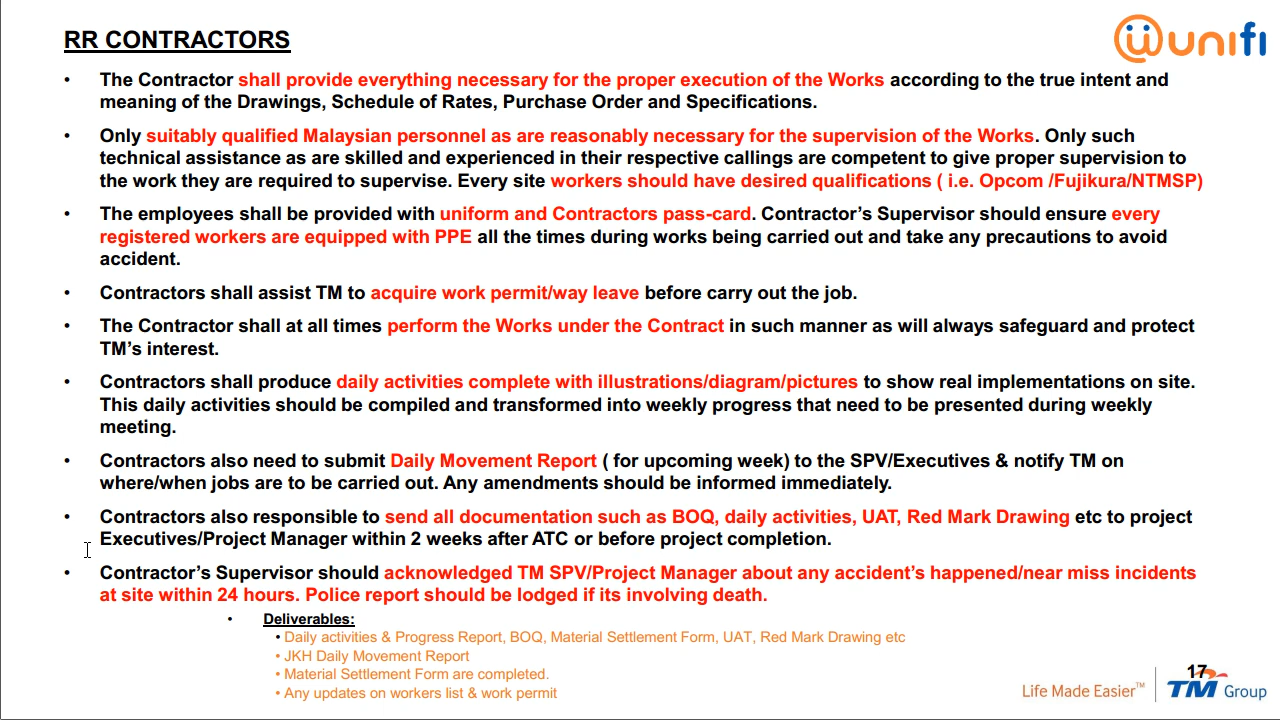 RR CONTRACTORS
unifi
• The Contractor shall provide everything necessary for the proper execution of the Works according to the true intent and
meaning of the Drawings, Schedule of Rates, Purchase Order and Specifications.
• Only suitably qualified Malaysian personnel as are reasonably necessary for the supervision of the Works. Only such
technical assistance as are skilled and experienced in their respective callings are competent to give proper supervision to
the work they are required to supervise. Every site workers should have desired qualifications ( i.e. Opcom /Fujikura/NTMSP)
• The employees shall be provided with uniform and Contractors pass-card. Contractor’s Supervisor should ensure every
registered workers are equipped with PPE all the times during works being carried out and take any precautions to avoid
accident.
• Contractors shall assist TM to acquire work permit/way leave before carry out the job.
• The Contractor shall at all times perform the Works under the Contract in such manner as will always safeguard and protect
TM’s interest.
• Contractors shall produce daily activities complete with illustrations/diagram/pictures to show real implementations on site.
This daily activities should be compiled and transformed into weekly progress that need to be presented during weekly
meeting.
• Contractors also need to submit Daily Movement Report ( for upcoming week) to the SPV/Executives & notify TM on
where/when jobs are to be carried out. Any amendments should be informed immediately.
• Contractors also responsible to send all documentation such as BOQ, daily activities, UAT, Red Mark Drawing etc to project
Executives/Project Manager within 2 weeks after ATC or before project completion.
• Contractor’s Supervisor should acknowledged TM SPV/Project Manager about any accident’s happened/near miss incidents
at site within 24 hours. Police report should be lodged if its involving death.
• Deliverables:
• Daily activities & Progress Report, BOQ, Material Settlement Form, UAT, Red Mark Drawing etc
• JKH Daily Movement Report
• Material Settlement Form are completed.
• Any updates on workers list & work permit
17
Life Made Easier™
TM Group